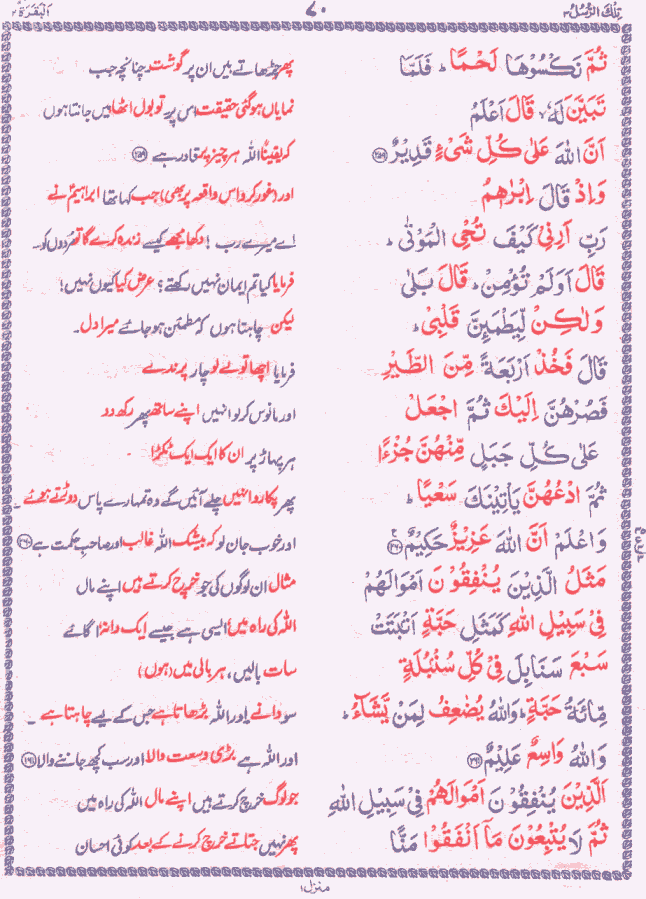 تِلْكَ الرُّسُلُ ٣ ٧٠ اَلْبَقَرَة ٢
ثُمَّ نَكْسُوْهَا لَحْمًا ؕ فَلَمَّا پھر چڑھاتے ہیں ان پر گوشت، چنانچہ جب
تَبَيَّنَ لَهٗ ۙ قَالَ اَعْلَمُ نمایاں ہوگئی حقیقت اس پر، تو بول اٹھا میں جانتا ہوں
اَنَّ اللّٰهَ عَلٰى كُلِّ شَىْءٍ قَدِيْرٌ ﴿٢٥٩﴾ کہ یقینًا اللہ ہر چیز پر قادر ہے ﴿۲۵۹﴾
وَاِذْ قَالَ اِبْرٰهٖمُ اور (غور کرو اس واقعہ پر بھی) جب کہا تھا ابراہیمؑ نے
رَبِّ اَرِنِىْ كَيْفَ تُحْىِ الْمَوْتٰى ؕ اے میرے رب! دکھا مجھے کیسے زندہ کرے گا تو مُردوں کو۔
قَالَ اَوَلَمْ تُؤْمِنْ ؕ قَالَ بَلٰى فرمایا کیا تم ایمان نہیں رکھتے؟ عرض کیا کیوں نہیں!
وَلٰكِنْ لِّيَطْمَئِنَّ قَلْبِىْ ؕ لیکن چاہتا ہوں کہ مطمئن ہو جائے میرا دل۔
قَالَ فَخُذْ اَرْبَعَةً مِّنَ الطَّيْرِ فرمایا اچھا تو لے لو چار پرندے
فَصُرْهُنَّ اِلَيْكَ ثُمَّ اجْعَلْ اور مانوس کر لو انہیں اپنے ساتھ پھر رکھ دو
عَلٰى كُلِّ جَبَلٍ مِّنْهُنَّ جُزْءًا ہر پہاڑ پر ان کا ایک ایک ٹکڑا
ثُمَّ ادْعُهُنَّ يَاْتِيْنَكَ سَعْيًا ؕ پھر پکارو انہیں چلے آئیں گے وہ تمہارے پاس دوڑتے ہوئے۔
وَاعْلَمْ اَنَّ اللّٰهَ عَزِيْزٌ حَكِيْمٌ ﴿٢٦٠﴾ اور خوب جان لو کہ بیشک اللہ غالب اور صاحبِ حکمت ہے ﴿۲۶۰﴾
مَثَلُ الَّذِيْنَ يُنْفِقُوْنَ اَمْوَالَهُمْ مثال ان لوگوں کی جو خرچ کرتے ہیں اپنے مال
فِىْ سَبِيْلِ اللّٰهِ كَمَثَلِ حَبَّةٍ اَنْۢبَتَتْ اللہ کی راہ میں ایسی ہے جیسے ایک دانہ اگائے
سَبْعَ سَنَابِلَ فِىْ كُلِّ سُنْۢبُلَةٍ سات بالیں، ہر بالی میں (ہوں)
مِّائَةُ حَبَّةٍ ؕ وَاللّٰهُ يُضٰعِفُ لِمَنْ يَّشَآءُ ؕ سو دانے اور اللہ بڑھاتا ہے جس کے لیے چاہتا ہے۔
وَاللّٰهُ وَاسِعٌ عَلِيْمٌ ﴿٢٦١﴾ اور اللہ ہے بڑی وسعت والا اور سب کچھ جاننے والا ﴿۲۶۱﴾
اَلَّذِيْنَ يُنْفِقُوْنَ اَمْوَالَهُمْ فِىْ سَبِيْلِ اللّٰهِ جو لوگ خرچ کرتے ہیں اپنے مال اللہ کی راہ میں
ثُمَّ لَا يُتْبِعُوْنَ مَآ اَنْفَقُوْا مَنًّا پھر نہیں جتاتے خرچ کرنے کے بعد کوئی احسان
منزل ١